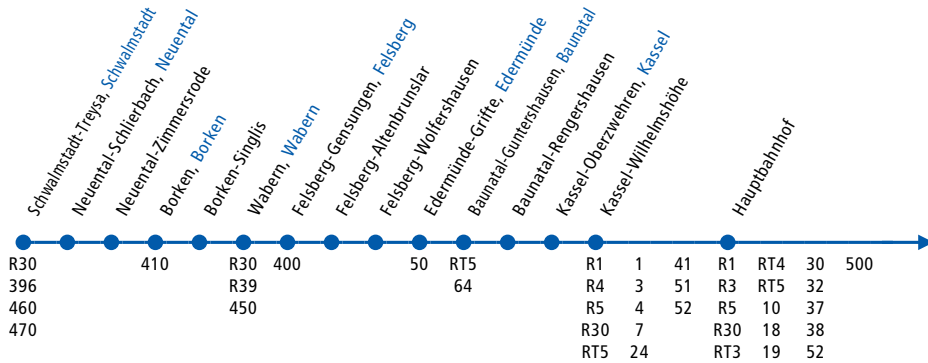 Schwalmstadt-Treysa, Schwalmstadt
Neuental-Schlierbach, Neuental
Neuental-Zimmersrode
Borken, Borken
Borken-Singlis
Wabern, Wabern
Felsberg-Gensungen, Felsberg
Felsberg-Altenbrunslar
Felsberg-Wolfershausen
Edermünde-Grifte, Edermünde
Baunatal-Guntershausen, Baunatal
Baunatal-Rengershausen
Kassel-Oberzwehren, Kassel
Kassel-Wilhelmshöhe
Hauptbahnhof
R30 410 R30 400 50 RT5 R1 1 41 R1 RT4 30 500
396 R39 64 R4 3 51 R3 RT5 32
460 450 R5 4 52 R5 10 37
470 R30 7 R30 18 38
RT5 24 RT3 19 52